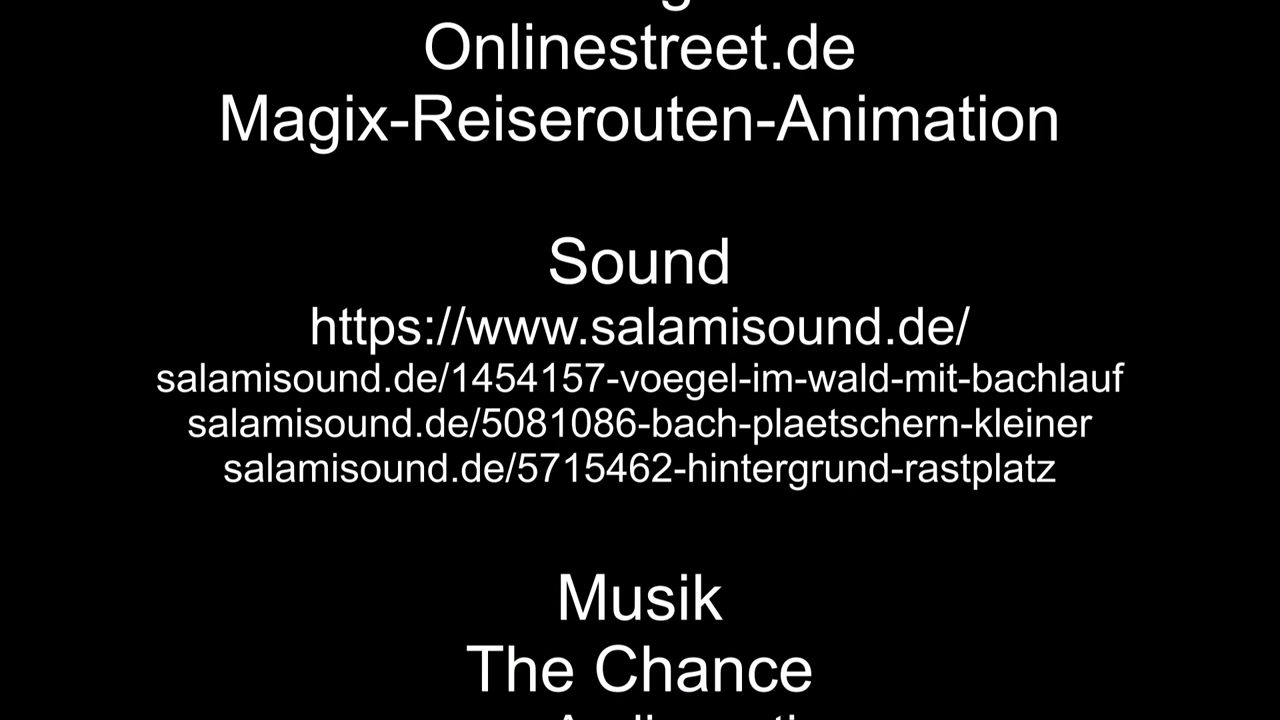 Onlinestreet.de
Magix-Reiserouten-Animation
Sound
https://www.salamisound.de/
salamisound.de/1454157-voegel-im-wald-mit-bachlauf
salamisound.de/5081086-bach-plaetschern-kleiner
salamisound.de/5715462-hintergrund-rastplatz
Musik
The Chance